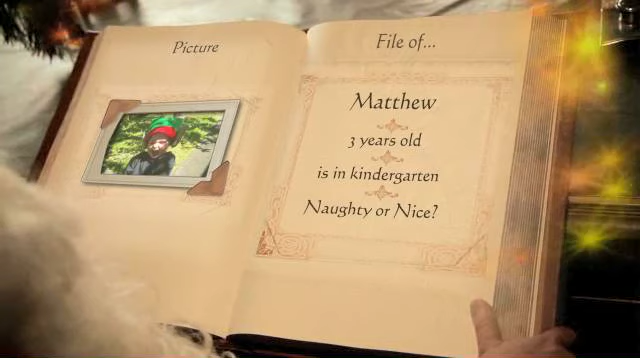 Picture
File of...
Matthew
3 years old
is in kindergarten
Naughty or Nice?